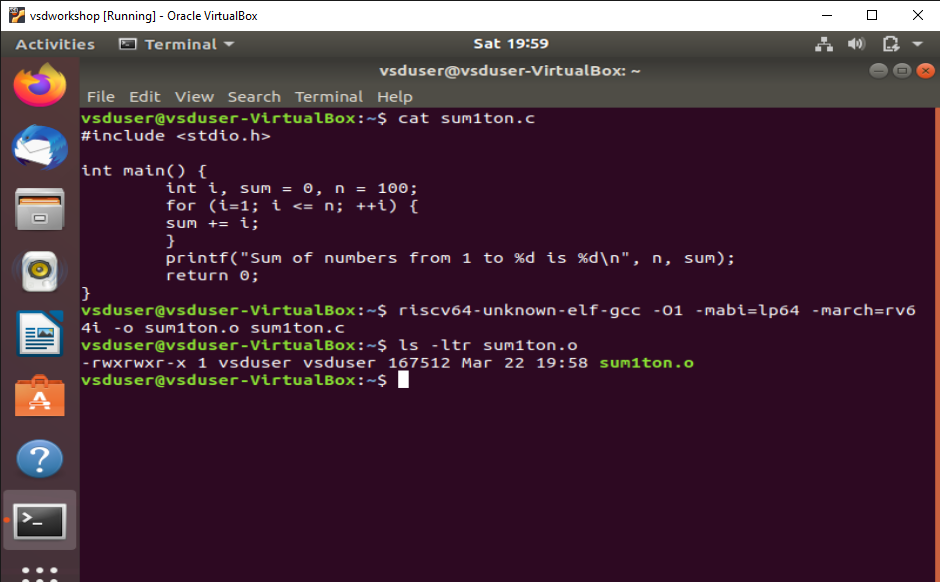 vsdworkshop [Running] - Oracle VirtualBox
Activities Terminal Sat 19:59
vsduser@vsduser-VirtualBox: ~
File Edit View Search Terminal Help
vsduser@vsduser-VirtualBox:~$ cat sum1ton.c
#include <stdio.h>

int main() {
        int i, sum = 0, n = 100;
        for (i=1; i <= n; ++i) {
        sum += i;
        }
        printf("Sum of numbers from 1 to %d is %d\n", n, sum);
        return 0;
}
vsduser@vsduser-VirtualBox:~$ riscv64-unknown-elf-gcc -O1 -mabi=lp64 -march=rv6
4i -o sum1ton.o sum1ton.c
vsduser@vsduser-VirtualBox:~$ ls -ltr sum1ton.o
-rwxrwxr-x 1 vsduser vsduser 167512 Mar 22 19:58 sum1ton.o
vsduser@vsduser-VirtualBox:~$